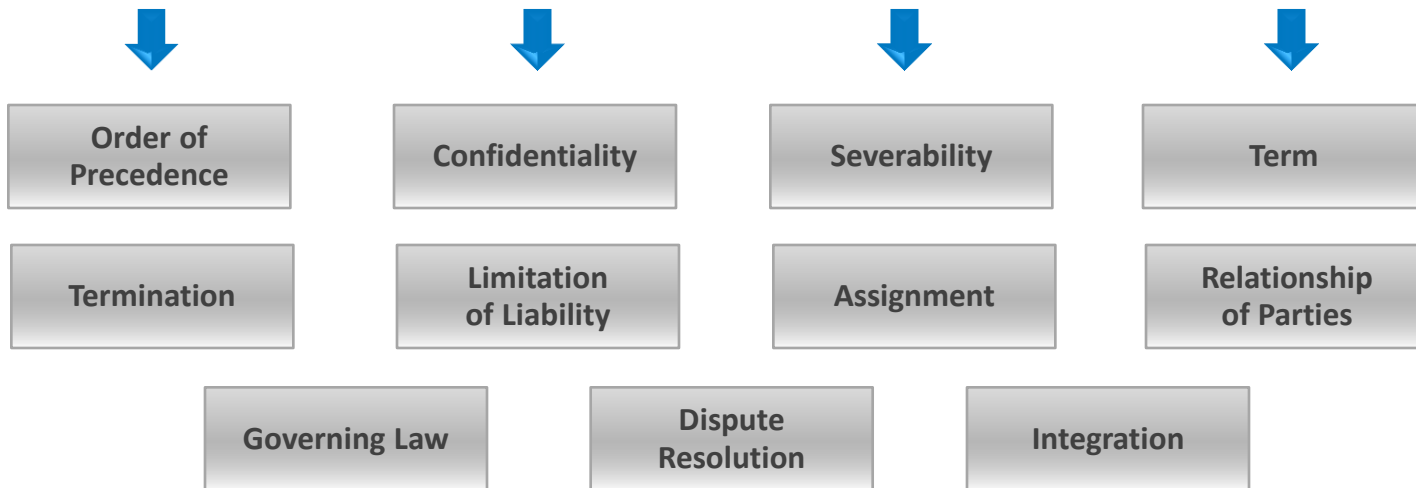 Order of
Precedence
Confidentiality
Severability
Term
Termination
Limitation
of Liability
Assignment
Relationship
of Parties
Governing Law
Dispute
Resolution
Integration